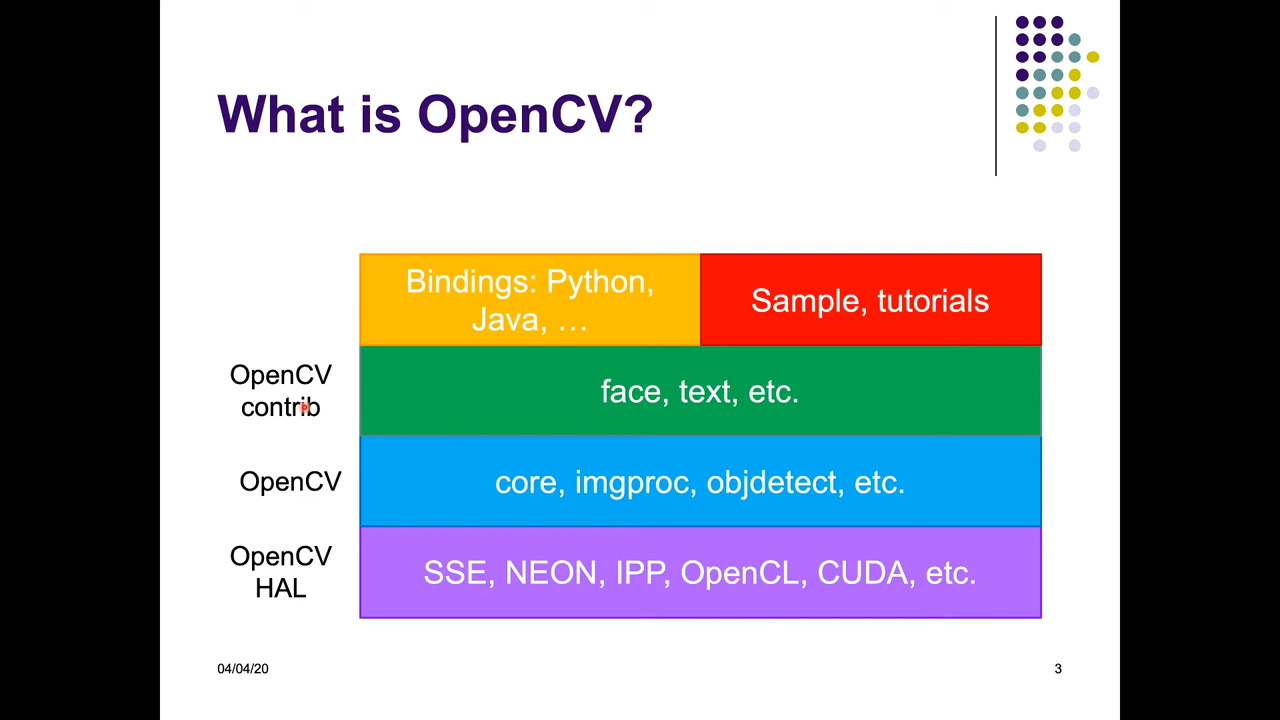 What is OpenCV?
Bindings: Python,
Java, …
Sample, tutorials
OpenCV
contrib
face, text, etc.
OpenCV
core, imgproc, objdetect, etc.
OpenCV
HAL
SSE, NEON, IPP, OpenCL, CUDA, etc.
04/04/20
3